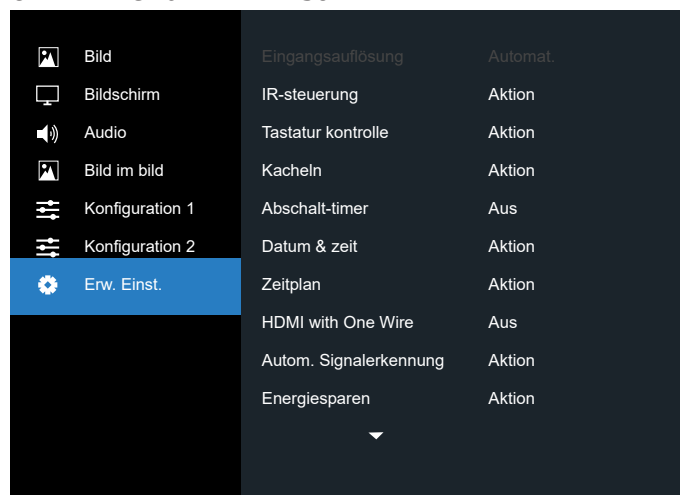 Bild
Bildschirm
Audio
Bild im bild
Konfiguration 1
Konfiguration 2
Erw. Einst.
Eingangsauflösung Automat.
IR-steuerung Aktion
Tastatur kontrolle Aktion
Kacheln Aktion
Abschalt-timer Aus
Datum & zeit Aktion
Zeitplan Aktion
HDMI with One Wire Aus
Autom. Signalerkennung Aktion
Energiesparen Aktion